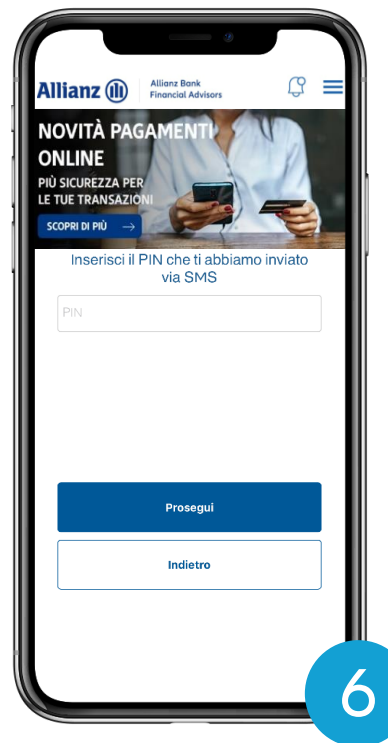 Allianz
Allianz Bank
Financial Advisors
NOVITÀ PAGAMENTI
ONLINE
PIÙ SICUREZZA PER
LE TUE TRANSAZIONI
SCOPRI DI PIÙ →
Inserisci il PIN che ti abbiamo inviato
via SMS
PIN
Prosegui
Indietro
6